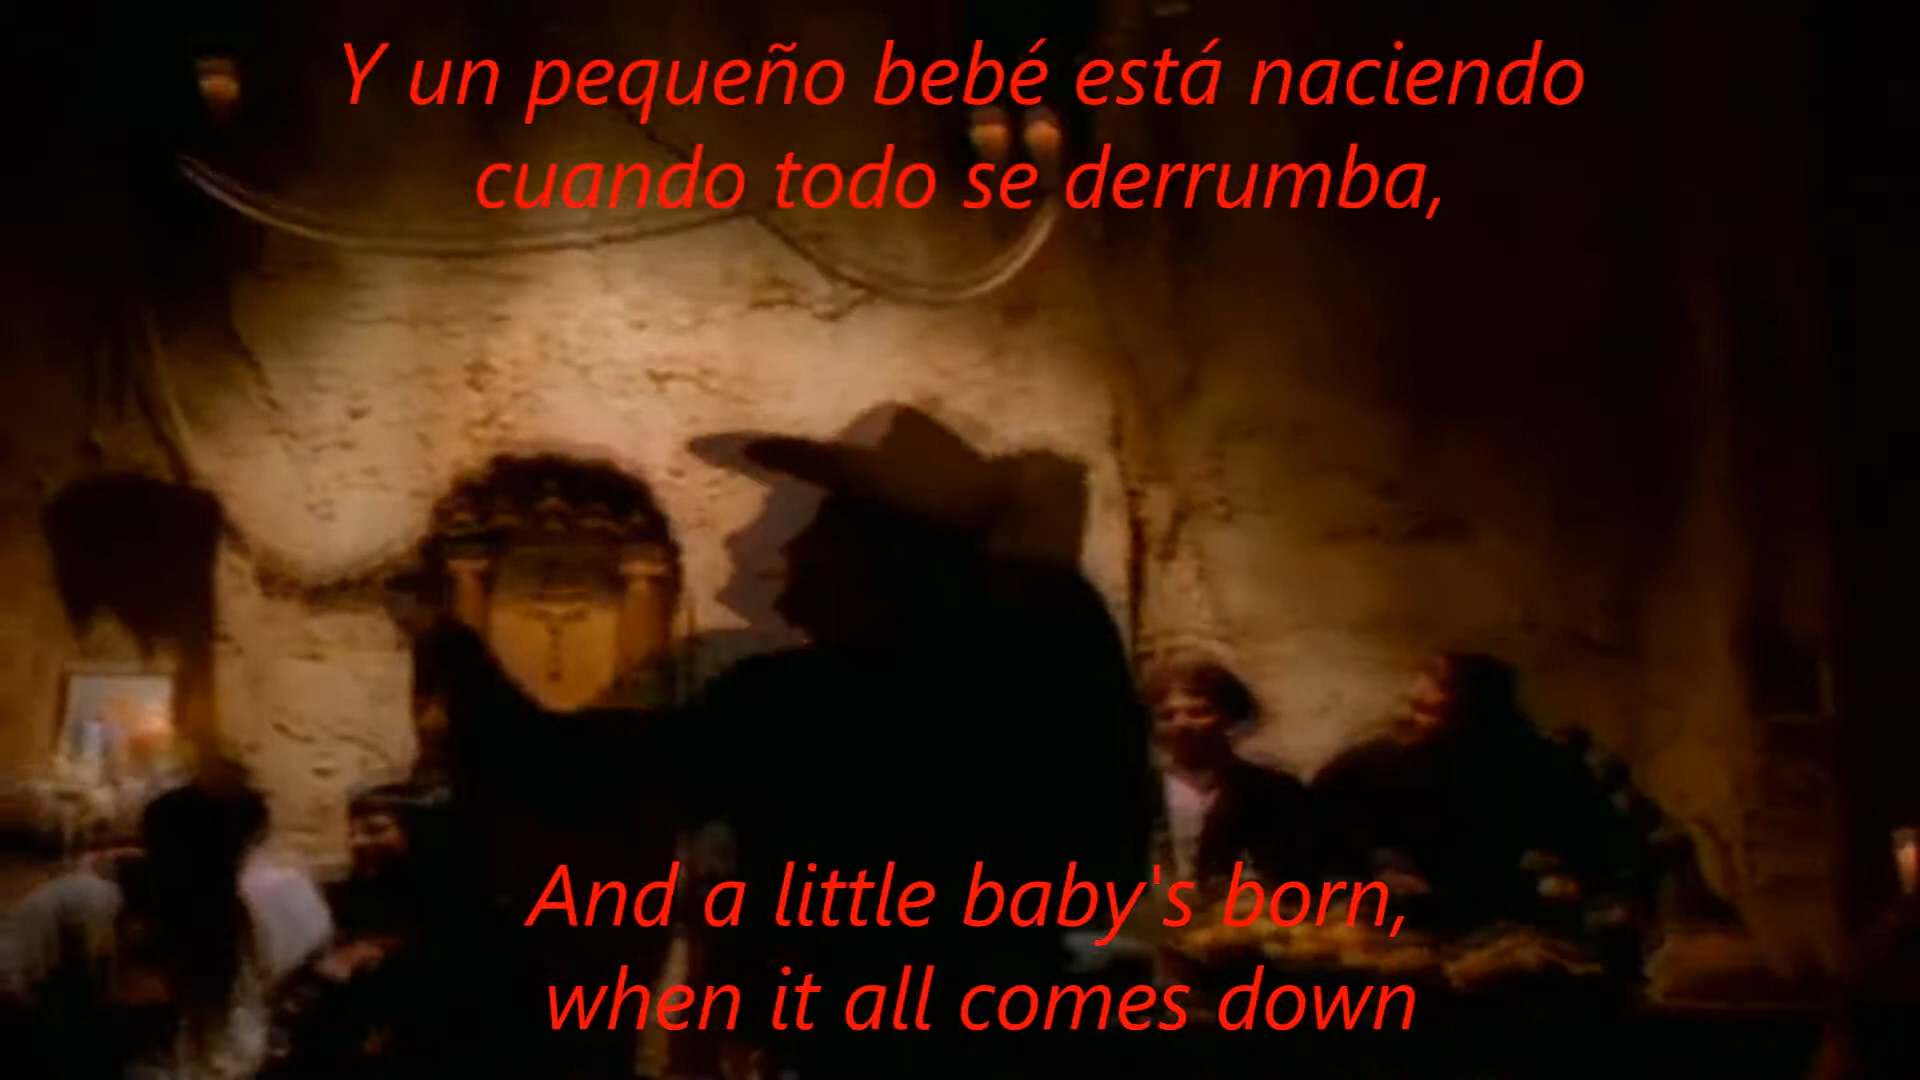 Y un pequeño bebé está naciendo
cuando todo se derrumba,
And a little baby's born,
when it all comes down